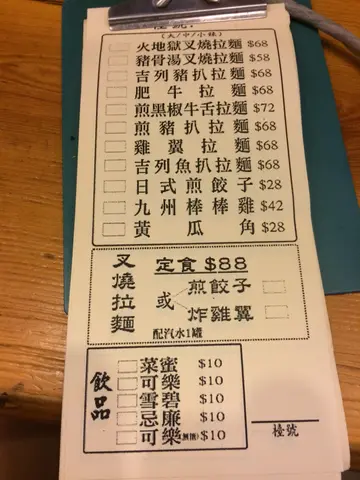 (大/中/小辣)
火地獄叉燒拉麵 $68
豬骨湯叉燒拉麵 $58
吉列豬扒拉麵 $68
肥牛拉麵 $68
煎黑椒牛舌拉麵 $72
煎豬扒拉麵 $68
雞翼拉麵 $68
吉列魚扒拉麵 $68
日式煎餃子 $28
九州棒棒雞 $42
黃瓜角 $28
叉燒拉麵
定食 $88
或
煎餃子
炸雞翼
配汽水1罐
飲品
菜蜜 $10
可樂 $10
雪碧 $10
忌廉 $10
可樂(無糖) $10
檯號